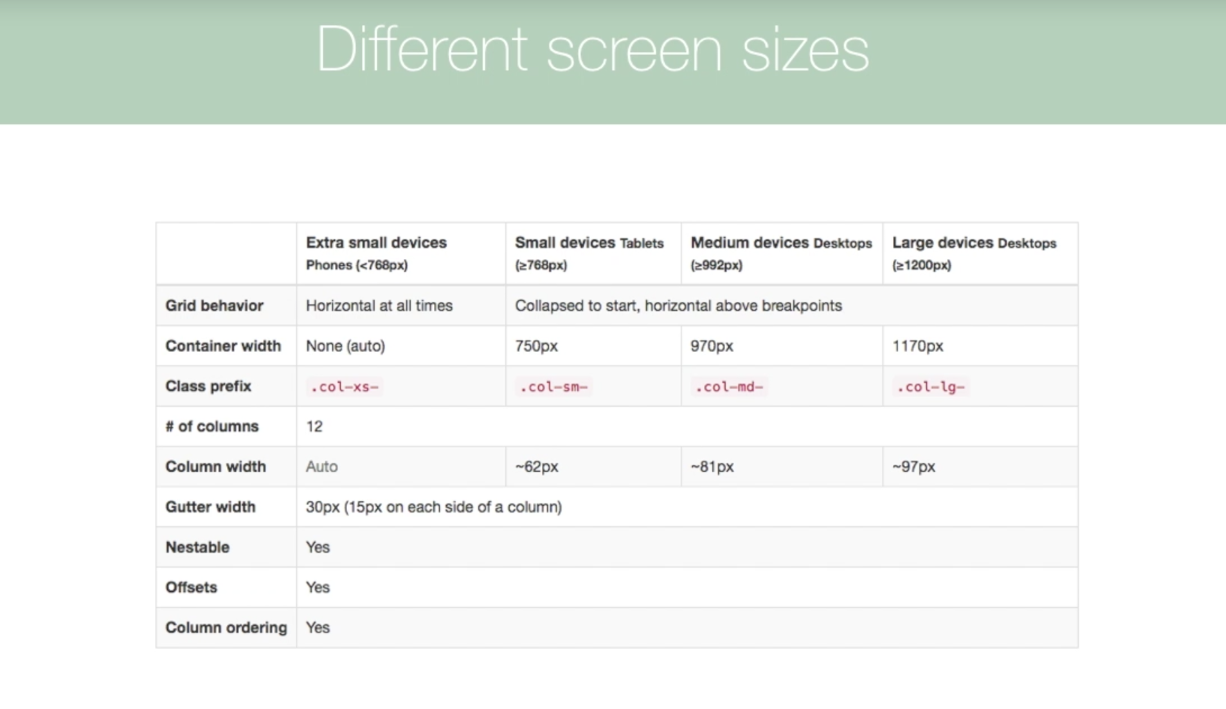 Different screen sizes
Extra small devices Small devices Tablets Medium devices Desktops Large devices Desktops
Phones (<768px) (≥768px) (≥992px) (≥1200px)
Grid behavior Horizontal at all times Collapsed to start, horizontal above breakpoints
Container width None (auto) 750px 970px 1170px
Class prefix .col-xs- .col-sm- .col-md- .col-lg-
# of columns 12
Column width Auto ~62px ~81px ~97px
Gutter width 30px (15px on each side of a column)
Nestable Yes
Offsets Yes
Column ordering Yes